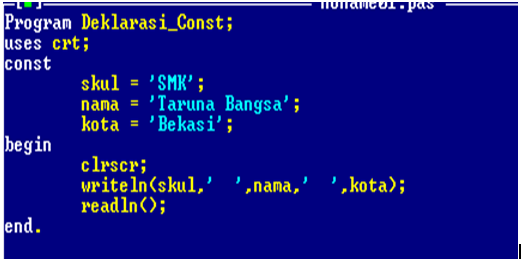 noname01.pas
Program Deklarasi_Const;
uses crt;
const
        skul = 'SMK';
        nama = 'Taruna Bangsa';
        kota = 'Bekasi';
begin
        clrscr;
        writeln(skul,'  ',nama,'  ',kota);
        readln();
end.